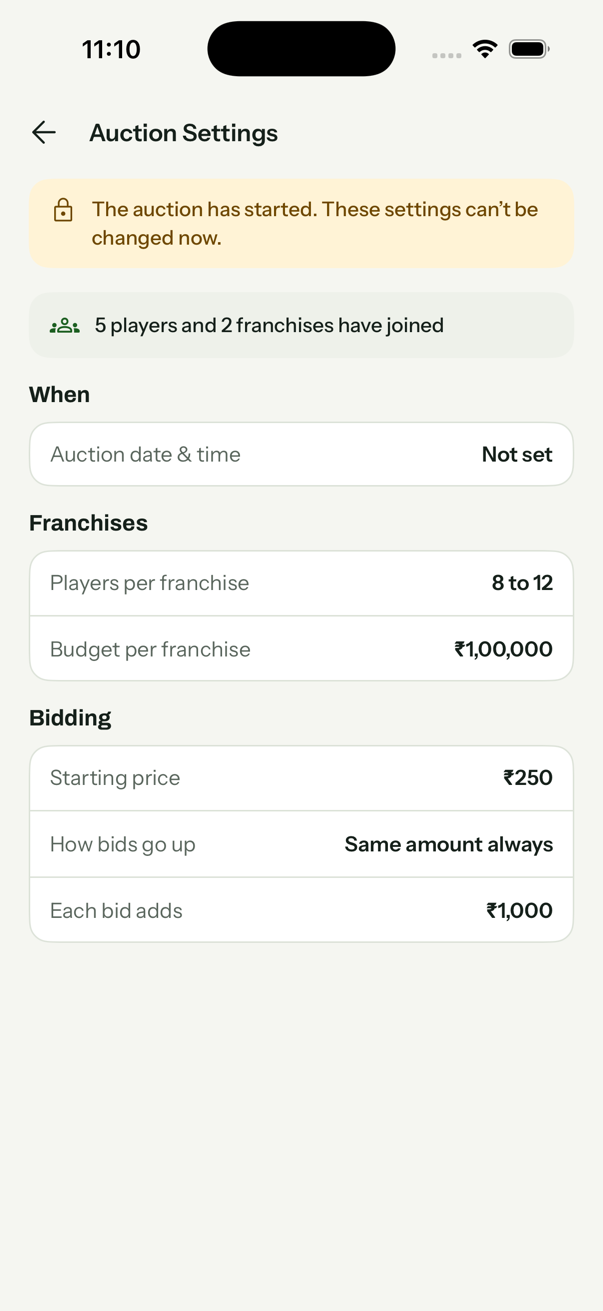 11:10
Auction Settings
The auction has started. These settings can’t be
changed now.
5 players and 2 franchises have joined
When
Auction date & time Not set
Franchises
Players per franchise 8 to 12
Budget per franchise ₹1,00,000
Bidding
Starting price ₹250
How bids go up Same amount always
Each bid adds ₹1,000